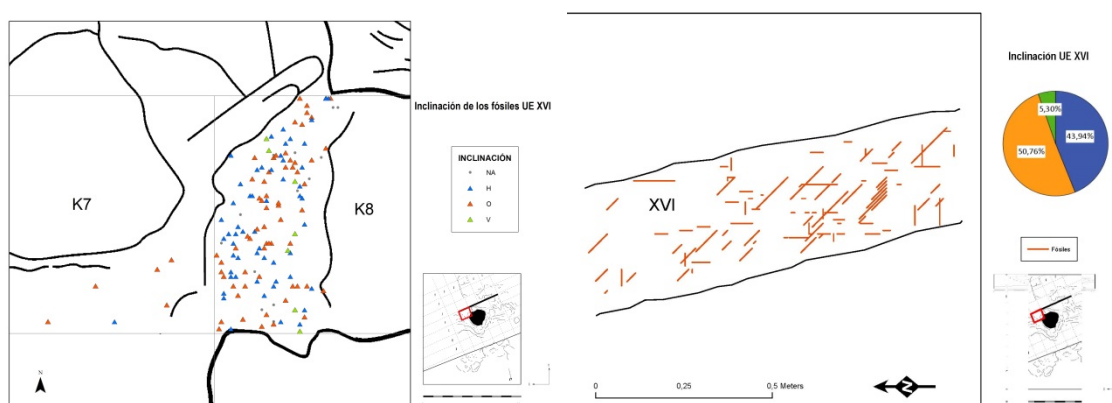 Inclinación de los fósiles UE XVI
INCLINACIÓN
NA
H
O
V
K7
K8
N
Inclinación UE XVI
5,30%
43,94%
50,76%
XVI
Fósiles
0
0,25
0,5 Meters
N